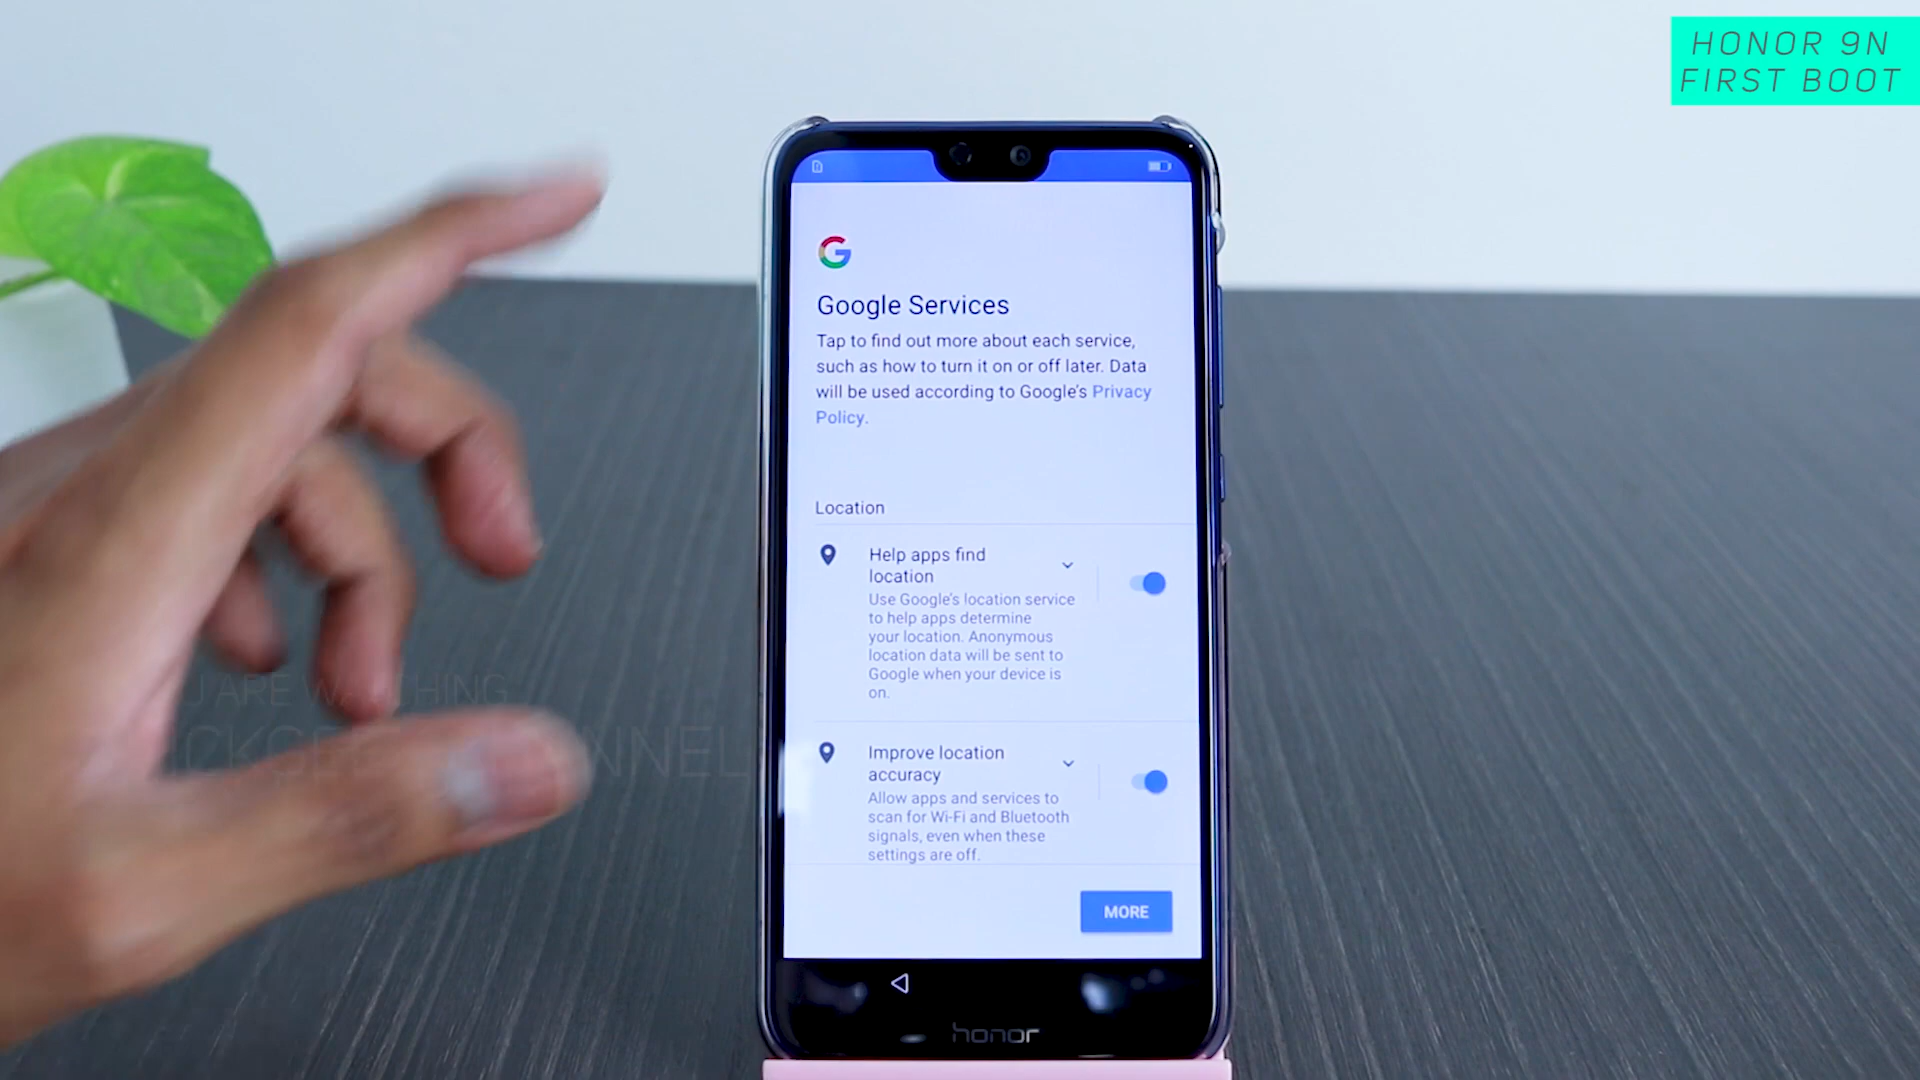 HONOR 9N
FIRST BOOT
Google Services
Tap to find out more about each service,
such as how to turn it on or off later. Data
will be used according to Google's Privacy
Policy.
Location
Help apps find
location
Use Google's location service
to help apps determine
your location. Anonymous
location data will be sent to
Google when your device is
on.
Improve location
accuracy
Allow apps and services to
scan for Wi-Fi and Bluetooth
signals, even when these
settings are off.
MORE
honor
ARE WATCHING